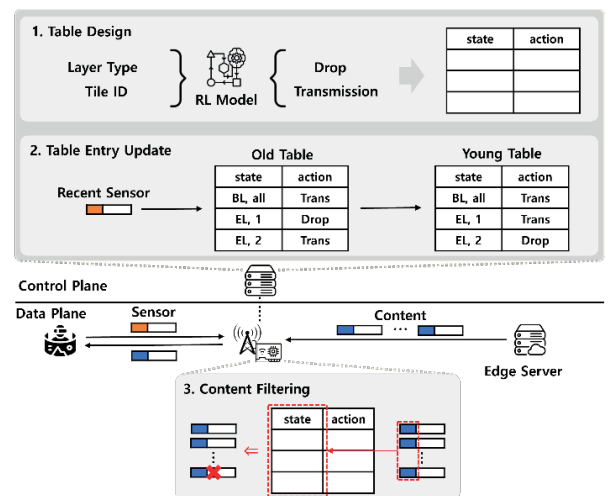 1. Table Design
Layer Type
Tile ID
RL Model
Drop
Transmission
state action
2. Table Entry Update
Recent Sensor
Old Table
state action
BL, all Trans
EL, 1 Drop
EL, 2 Trans
Young Table
state action
BL, all Trans
EL, 1 Trans
EL, 2 Drop
Control Plane
Data Plane
Sensor
Content
...
Edge Server
3. Content Filtering
state action